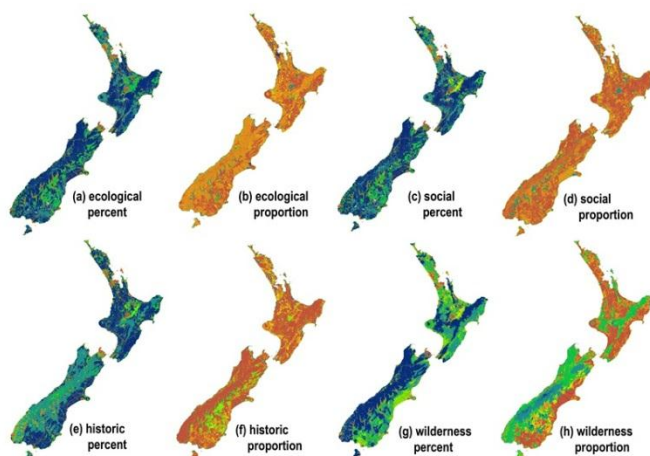 (a) ecological
percent
(b) ecological
proportion
(c) social
percent
(d) social
proportion
(e) historic
percent
(f) historic
proportion
(g) wilderness
percent
(h) wilderness
proportion